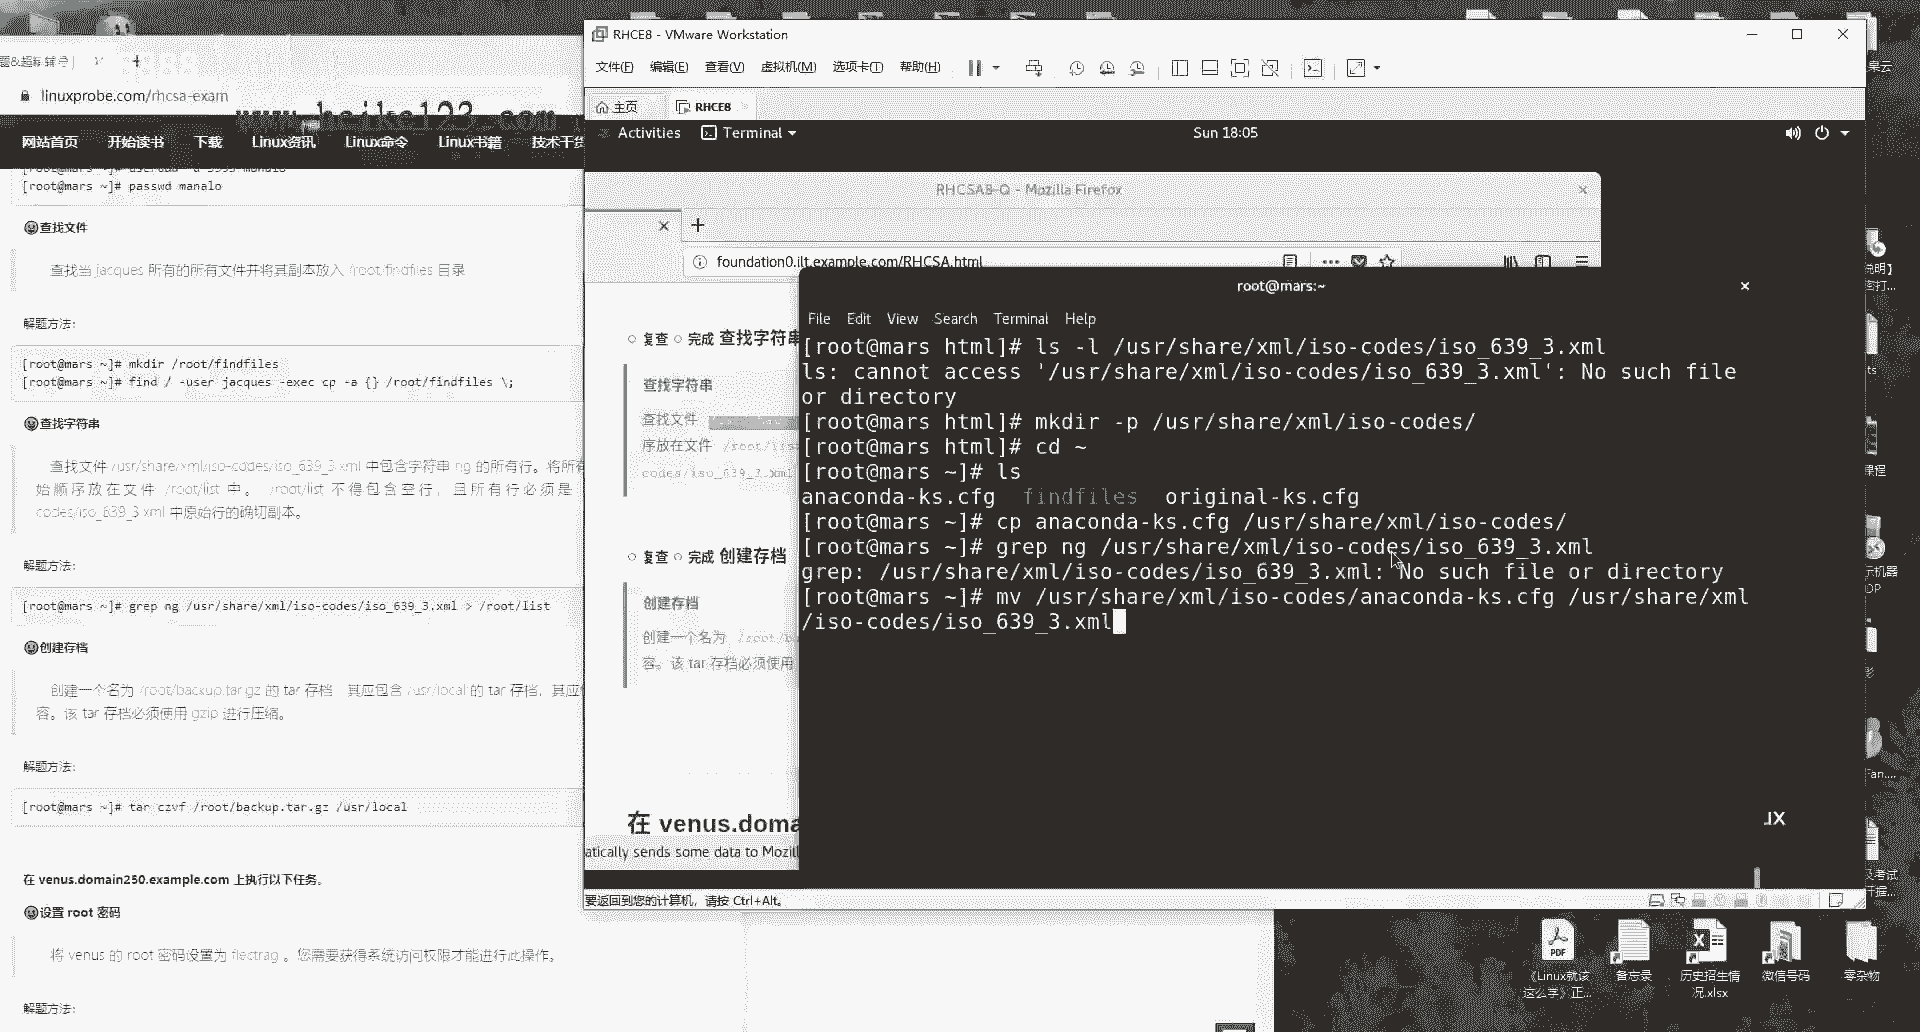 RHCE8 - VMware Workstation
文件(F) 编辑(E) 查看(V) 虚拟机(M) 选项卡(T) 帮助(H)
主页 RHCE8
Activities Terminal Sun 18:05
linuxprobe.com/rhcsa-exam
网站首页 开始读书 下载 Linux资讯 Linux命令 Linux书籍 技术干货
[root@mars ~]# passwd manalo
查找文件
查找当 jacques 所有的所有文件并将其副本放入 /root/findfiles 目录
解题方法:
[root@mars ~]# mkdir /root/findfiles
[root@mars ~]# find / -user jacques -exec cp -a {} /root/findfiles \;
查找字符串
查找文件 /usr/share/xml/iso-codes/iso_639_3.xml 中包含字符串 ng 的所有行。将所有
始顺序放在文件 /root/list 中。 /root/list 不得包含空行，且所有行必须是
codes/iso_639_3.xml 中原始行的确切副本。
解题方法:
[root@mars ~]# grep ng /usr/share/xml/iso-codes/iso_639_3.xml > /root/list
创建存档
创建一个名为 /root/backup.tar.gz 的 tar 存档，其应包含 /usr/local 的 tar 存档，其应
容。该 tar 存档必须使用 gzip 进行压缩。
解题方法:
[root@mars ~]# tar czvf /root/backup.tar.gz /usr/local
在 venus.domain250.example.com 上执行以下任务。
设置 root 密码
将 venus 的 root 密码设置为 flectrag 。您需要获得系统访问权限才能进行此操作。
解题方法:
RHCSA8-Q - Mozilla Firefox
foundation0.ilt.example.com/RHCSA.html
复查 完成 查找字符串
查找字符串
查找文件
序放在文件 /root/lis
codes/iso_639_3.xml
复查 完成 创建存档
创建存档
创建一个名为 /root/b
容。该 tar 存档必须使用
在 venus.doma
atically sends some data to Mozill
要返回到您的计算机，请按 Ctrl+Alt。
root@mars:~
File Edit View Search Terminal Help
[root@mars html]# ls -l /usr/share/xml/iso-codes/iso_639_3.xml
ls: cannot access '/usr/share/xml/iso-codes/iso_639_3.xml': No such file
or directory
[root@mars html]# mkdir -p /usr/share/xml/iso-codes/
[root@mars html]# cd ~
[root@mars ~]# ls
anaconda-ks.cfg findfiles original-ks.cfg
[root@mars ~]# cp anaconda-ks.cfg /usr/share/xml/iso-codes/
[root@mars ~]# grep ng /usr/share/xml/iso-codes/iso_639_3.xml
grep: /usr/share/xml/iso-codes/iso_639_3.xml: No such file or directory
[root@mars ~]# mv /usr/share/xml/iso-codes/anaconda-ks.cfg /usr/share/xml
/iso-codes/iso_639_3.xml
PDF
《Linux就该
这么学》正...
备忘录
历史招生情
况.xlsx
微信号码
零杂物